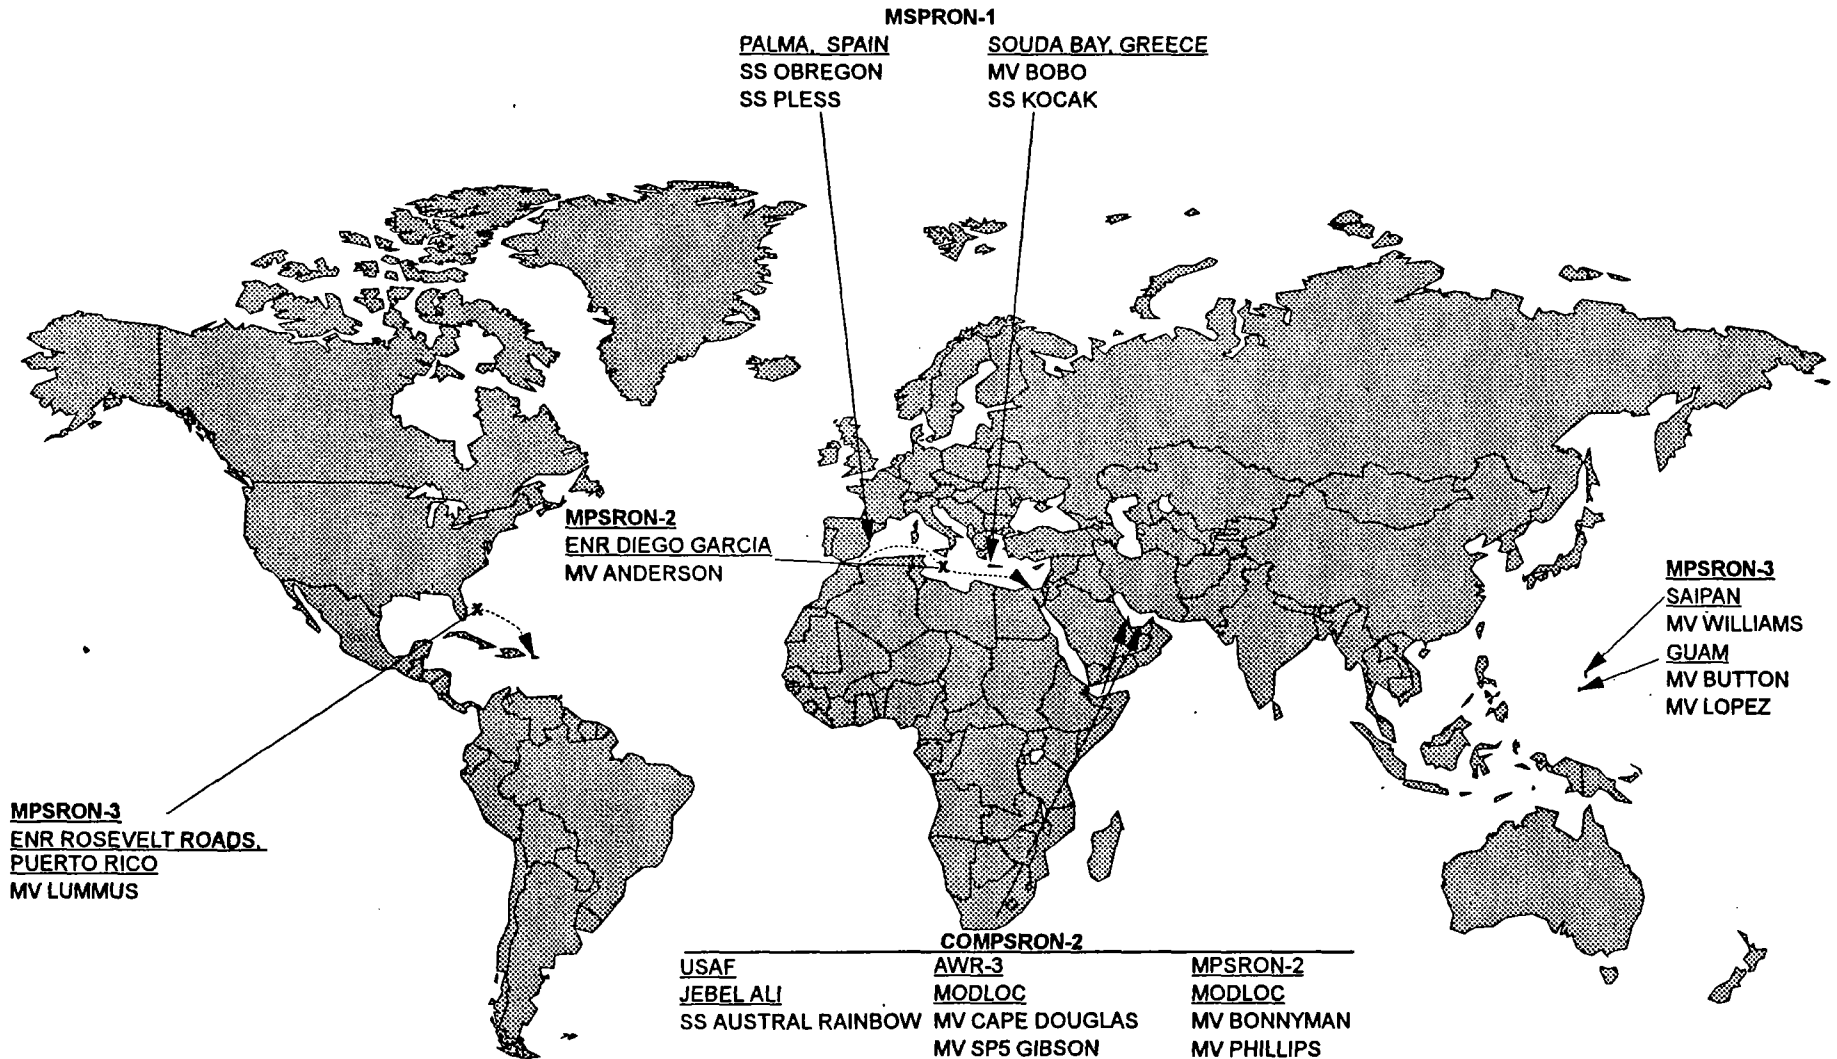 MSPRON-1
PALMA, SPAIN
SS OBREGON
SS PLESS
SOUDA BAY, GREECE
MV BOBO
SS KOCAK
MPSRON-2
ENR DIEGO GARCIA
MV ANDERSON
MPSRON-3
SAIPAN
MV WILLIAMS
GUAM
MV BUTTON
MV LOPEZ
MPSRON-3
ENR ROSEVELT ROADS,
PUERTO RICO
MV LUMMUS
COMPSRON-2
USAF
JEBEL ALI
SS AUSTRAL RAINBOW
AWR-3
MODLOC
MV CAPE DOUGLAS
MV SP5 GIBSON
MPSRON-2
MODLOC
MV BONNYMAN
MV PHILLIPS